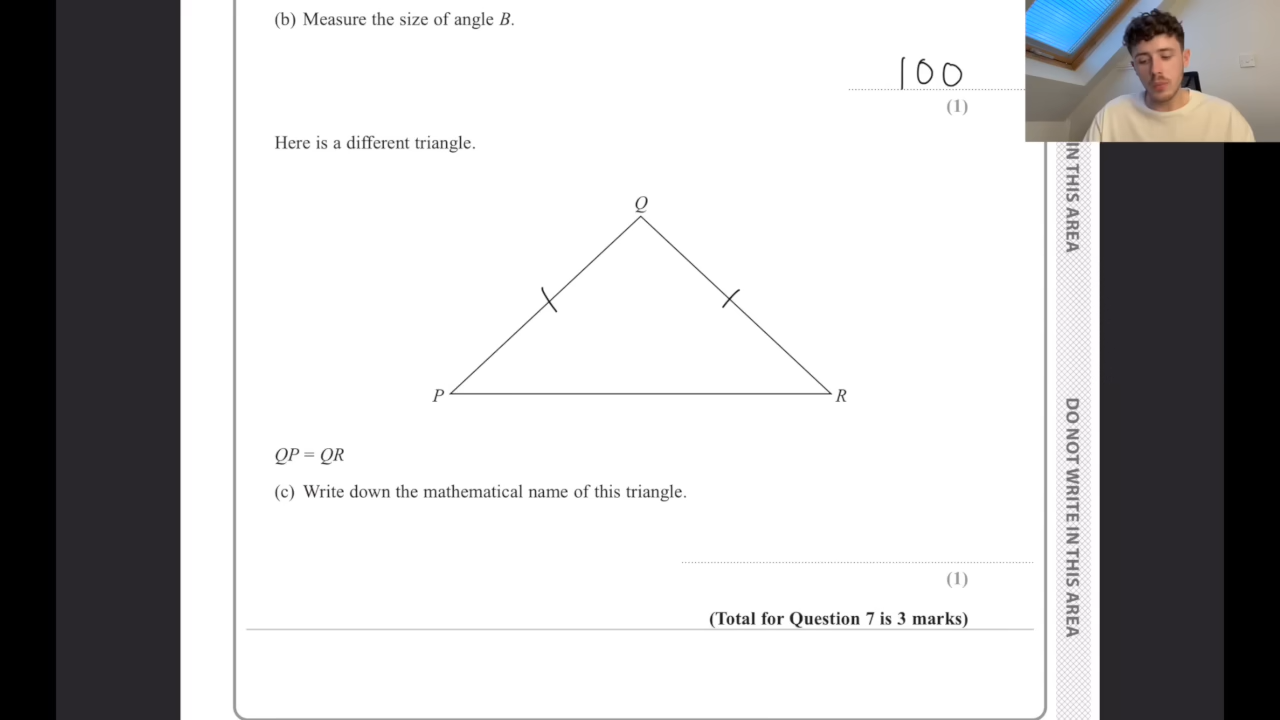 (b) Measure the size of angle B.
100
(1)
Here is a different triangle.
Q
P
R
QP = QR
(c) Write down the mathematical name of this triangle.
(1)
(Total for Question 7 is 3 marks)
IN THIS AREA
DO NOT WRITE IN THIS AREA